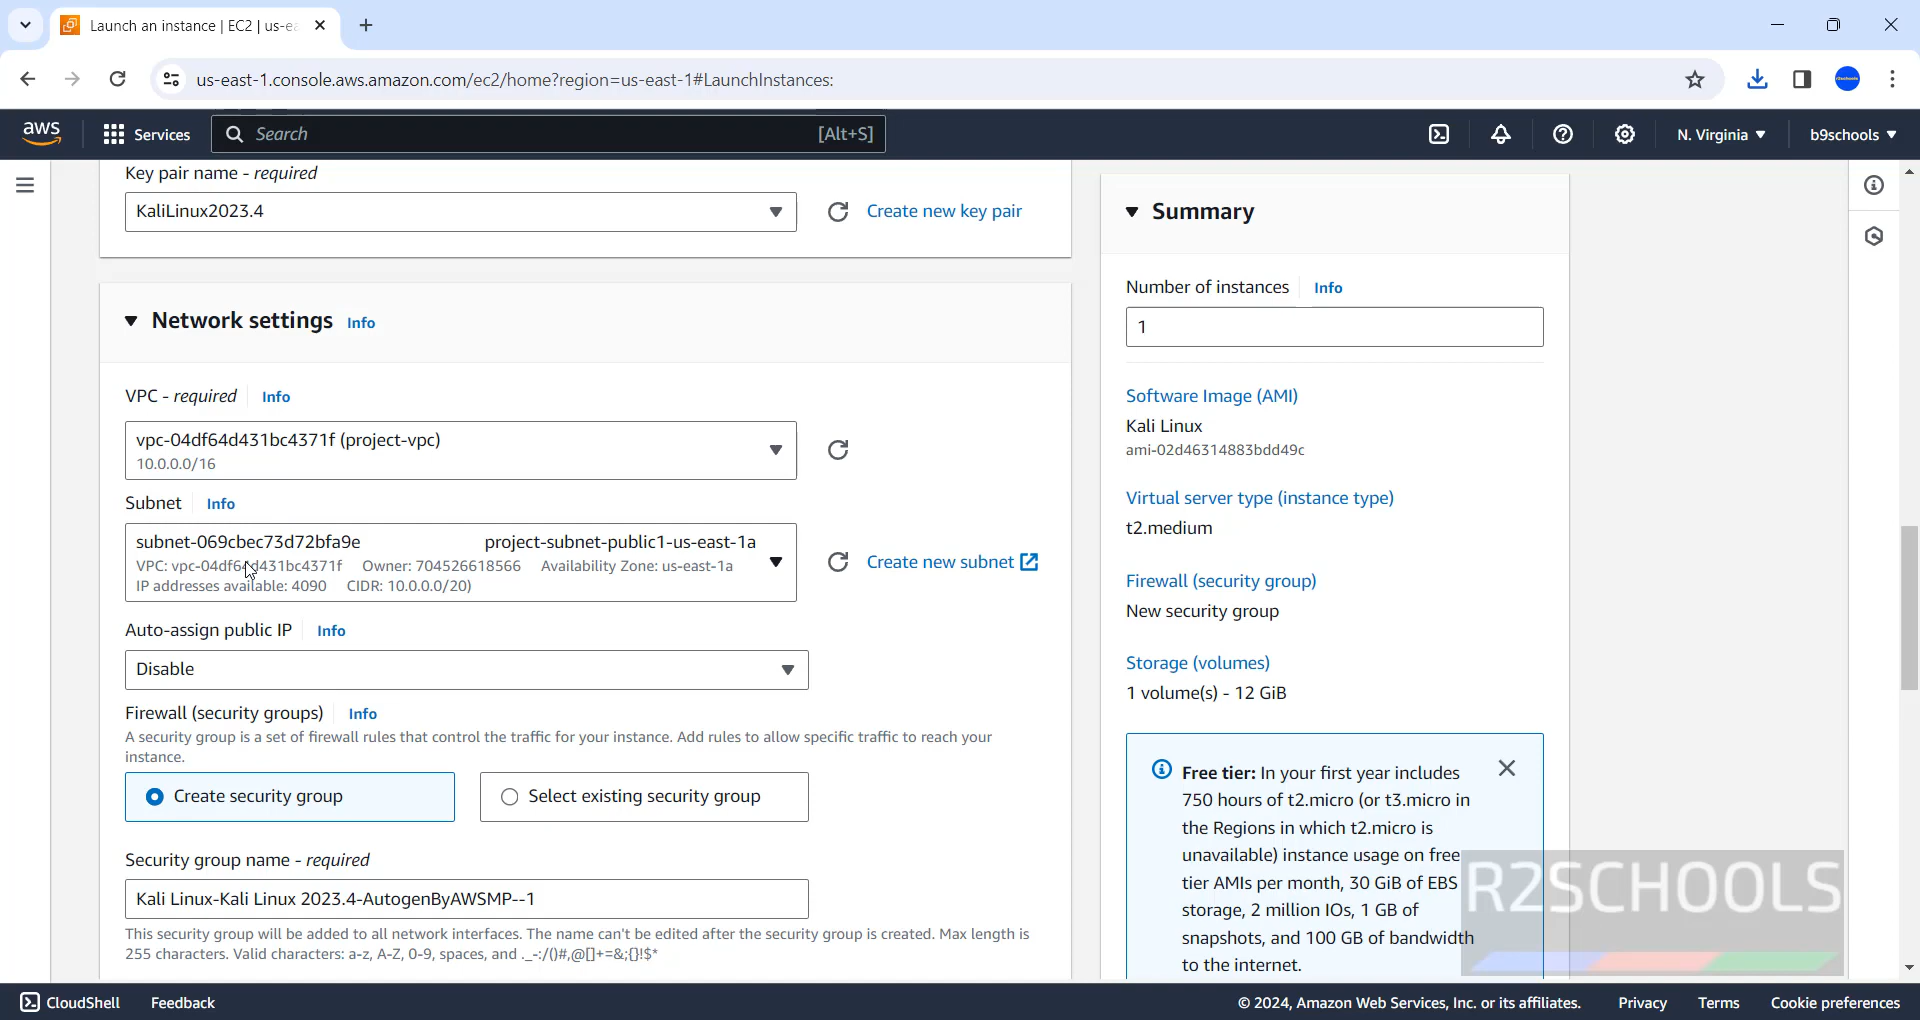 Launch an instance | EC2 | us-ea
us-east-1.console.aws.amazon.com/ec2/home?region=us-east-1#LaunchInstances:
aws
Services
Search
[Alt+S]
N. Virginia
b9schools
Key pair name - required
KaliLinux2023.4
Create new key pair
Network settings Info
VPC - required Info
vpc-04df64d431bc4371f (project-vpc)
10.0.0.0/16
Subnet Info
subnet-069cbec73d72bfa9e project-subnet-public1-us-east-1a
VPC: vpc-04df64d431bc4371f Owner: 704526618566 Availability Zone: us-east-1a
IP addresses available: 4090 CIDR: 10.0.0.0/20)
Create new subnet
Auto-assign public IP Info
Disable
Firewall (security groups) Info
A security group is a set of firewall rules that control the traffic for your instance. Add rules to allow specific traffic to reach your
instance.
Create security group
Select existing security group
Security group name - required
Kali Linux-Kali Linux 2023.4-AutogenByAWSMP--1
This security group will be added to all network interfaces. The name can't be edited after the security group is created. Max length is
255 characters. Valid characters: a-z, A-Z, 0-9, spaces, and ._-:/()#,@[]+=&;{}!$*
Summary
Number of instances Info
1
Software Image (AMI)
Kali Linux
ami-02d46314883bdd49c
Virtual server type (instance type)
t2.medium
Firewall (security group)
New security group
Storage (volumes)
1 volume(s) - 12 GiB
Free tier: In your first year includes
750 hours of t2.micro (or t3.micro in
the Regions in which t2.micro is
unavailable) instance usage on free
tier AMIs per month, 30 GiB of EBS
storage, 2 million IOs, 1 GB of
snapshots, and 100 GB of bandwidth
to the internet.
R2SCHOOLS
CloudShell
Feedback
© 2024, Amazon Web Services, Inc. or its affiliates.
Privacy
Terms
Cookie preferences